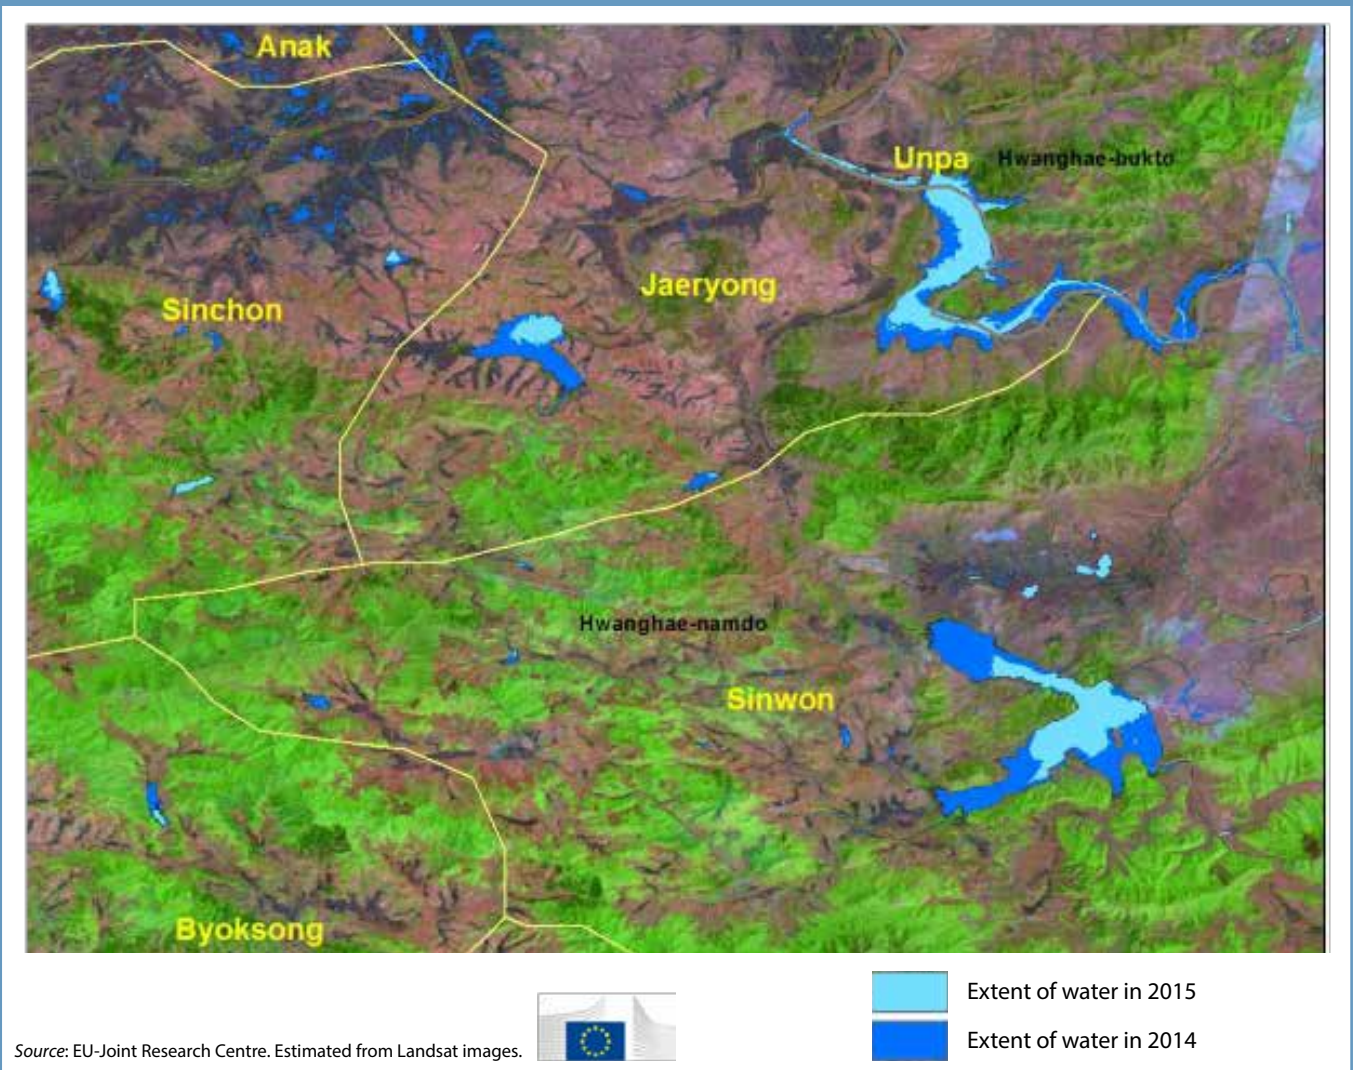 Anak
Unpa
Hwanghae-bukto
Jaeryong
Sinchon
Hwanghae-namdo
Sinwon
Byoksong
Extent of water in 2015
Extent of water in 2014
Source: EU-Joint Research Centre. Estimated from Landsat images.